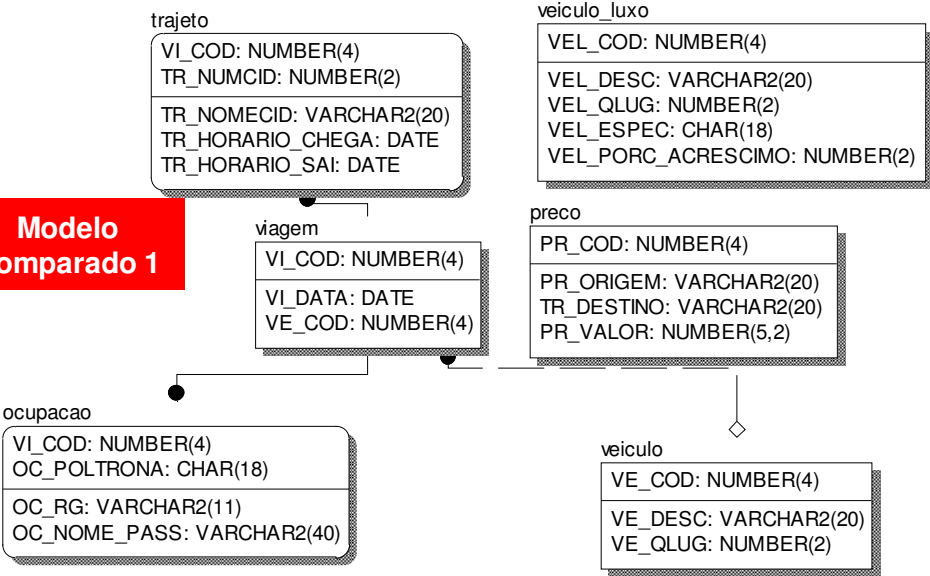 trajeto
VI_COD: NUMBER(4)
TR_NUMCID: NUMBER(2)
TR_NOMECID: VARCHAR2(20)
TR_HORARIO_CHEGA: DATE
TR_HORARIO_SAI: DATE
veiculo_luxo
VEL_COD: NUMBER(4)
VEL_DESC: VARCHAR2(20)
VEL_QLUG: NUMBER(2)
VEL_ESPEC: CHAR(18)
VEL_PORC_ACRESCIMO: NUMBER(2)
Modelo
omparado 1
viagem
VI_COD: NUMBER(4)
VI_DATA: DATE
VE_COD: NUMBER(4)
preco
PR_COD: NUMBER(4)
PR_ORIGEM: VARCHAR2(20)
TR_DESTINO: VARCHAR2(20)
PR_VALOR: NUMBER(5,2)
ocupacao
VI_COD: NUMBER(4)
OC_POLTRONA: CHAR(18)
OC_RG: VARCHAR2(11)
OC_NOME_PASS: VARCHAR2(40)
veiculo
VE_COD: NUMBER(4)
VE_DESC: VARCHAR2(20)
VE_QLUG: NUMBER(2)